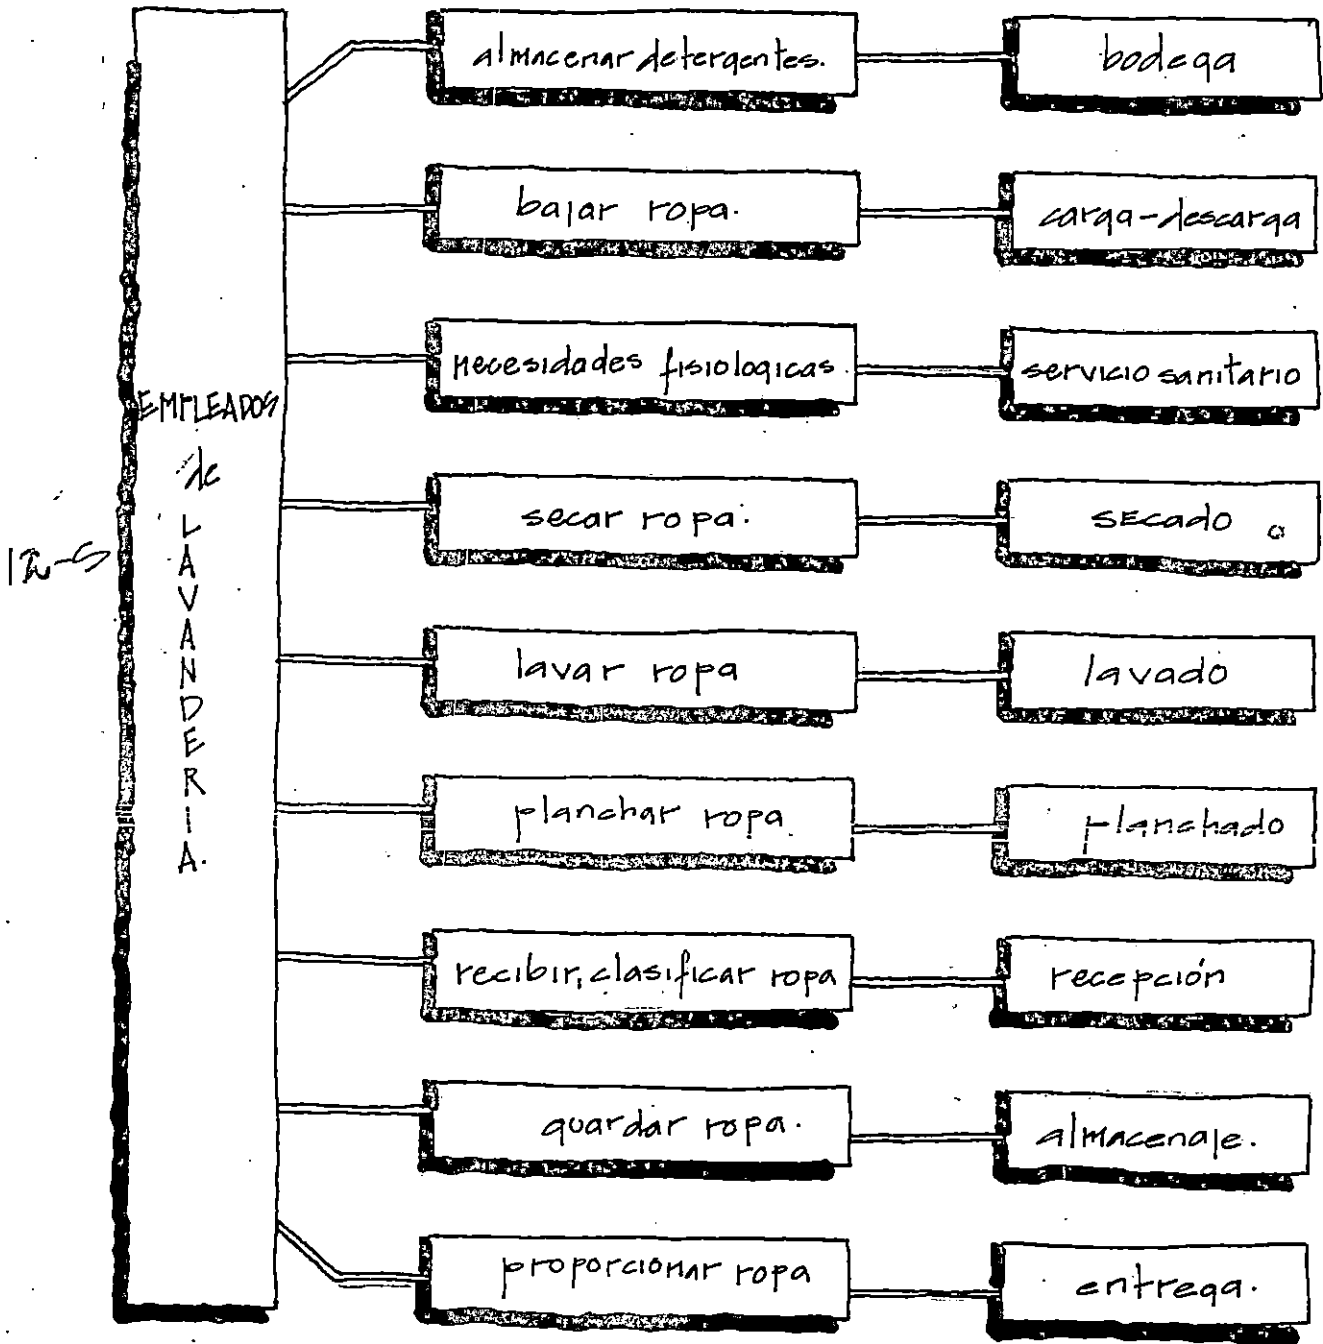 almacenar detergentes.
bodega
bajar ropa.
carga-descarga
necesidades fisiologicas.
servicio sanitario
EMPLEADOS
de
LAVANDERIA.
secar ropa.
SEcado
lavar ropa
lavado
planchar ropa
planchado
recibir, clasificar ropa
recepción
guardar ropa.
almacenaje.
proporcionar ropa
entrega.